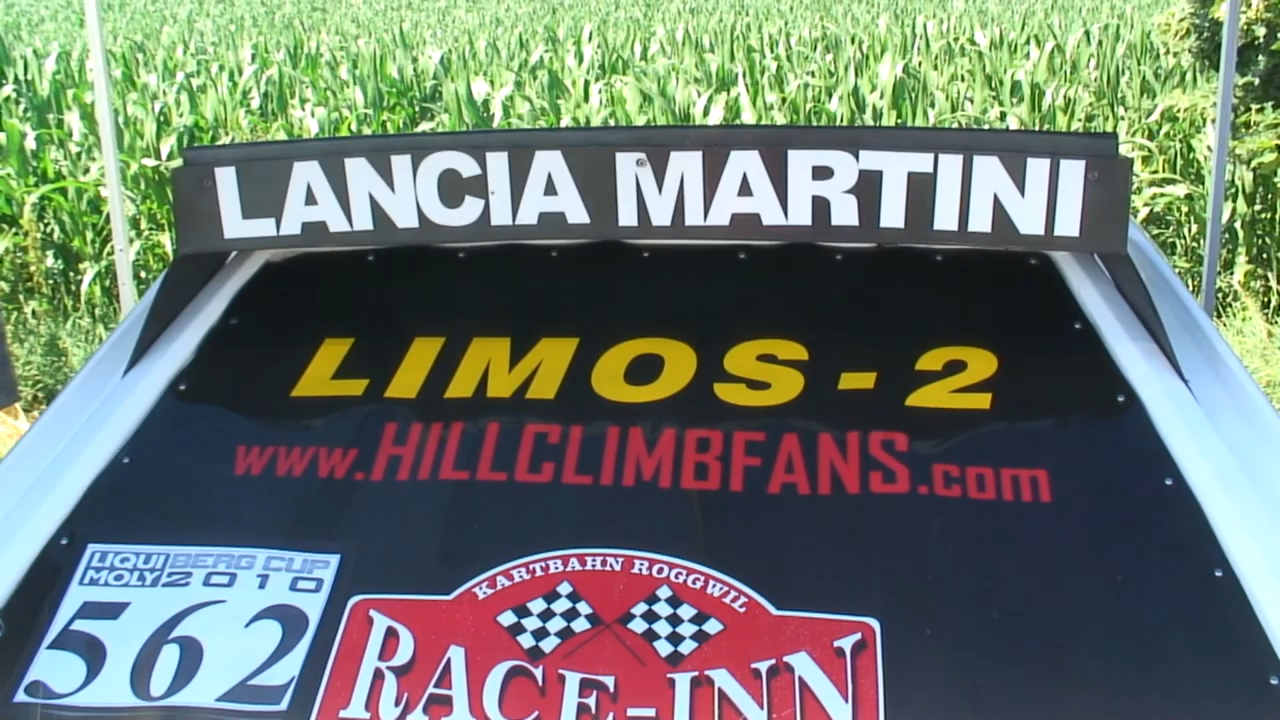 LANCIA MARTINI
LIMOS-2
www.HILLCLIMBFANS.com
LIQUI MOLY BERG CUP 2010
562
KARTBAHN ROGGWIL
RACE-INN